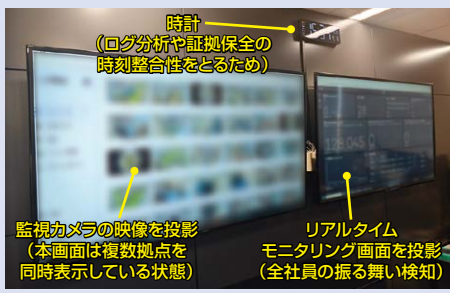 時計
（ログ分析や証拠保全の
時刻整合性をとるため）
監視カメラの映像を投影
（本画面は複数拠点を
同時表示している状態）
リアルタイム
モニタリング画面を投影
（全社員の振る舞い検知）